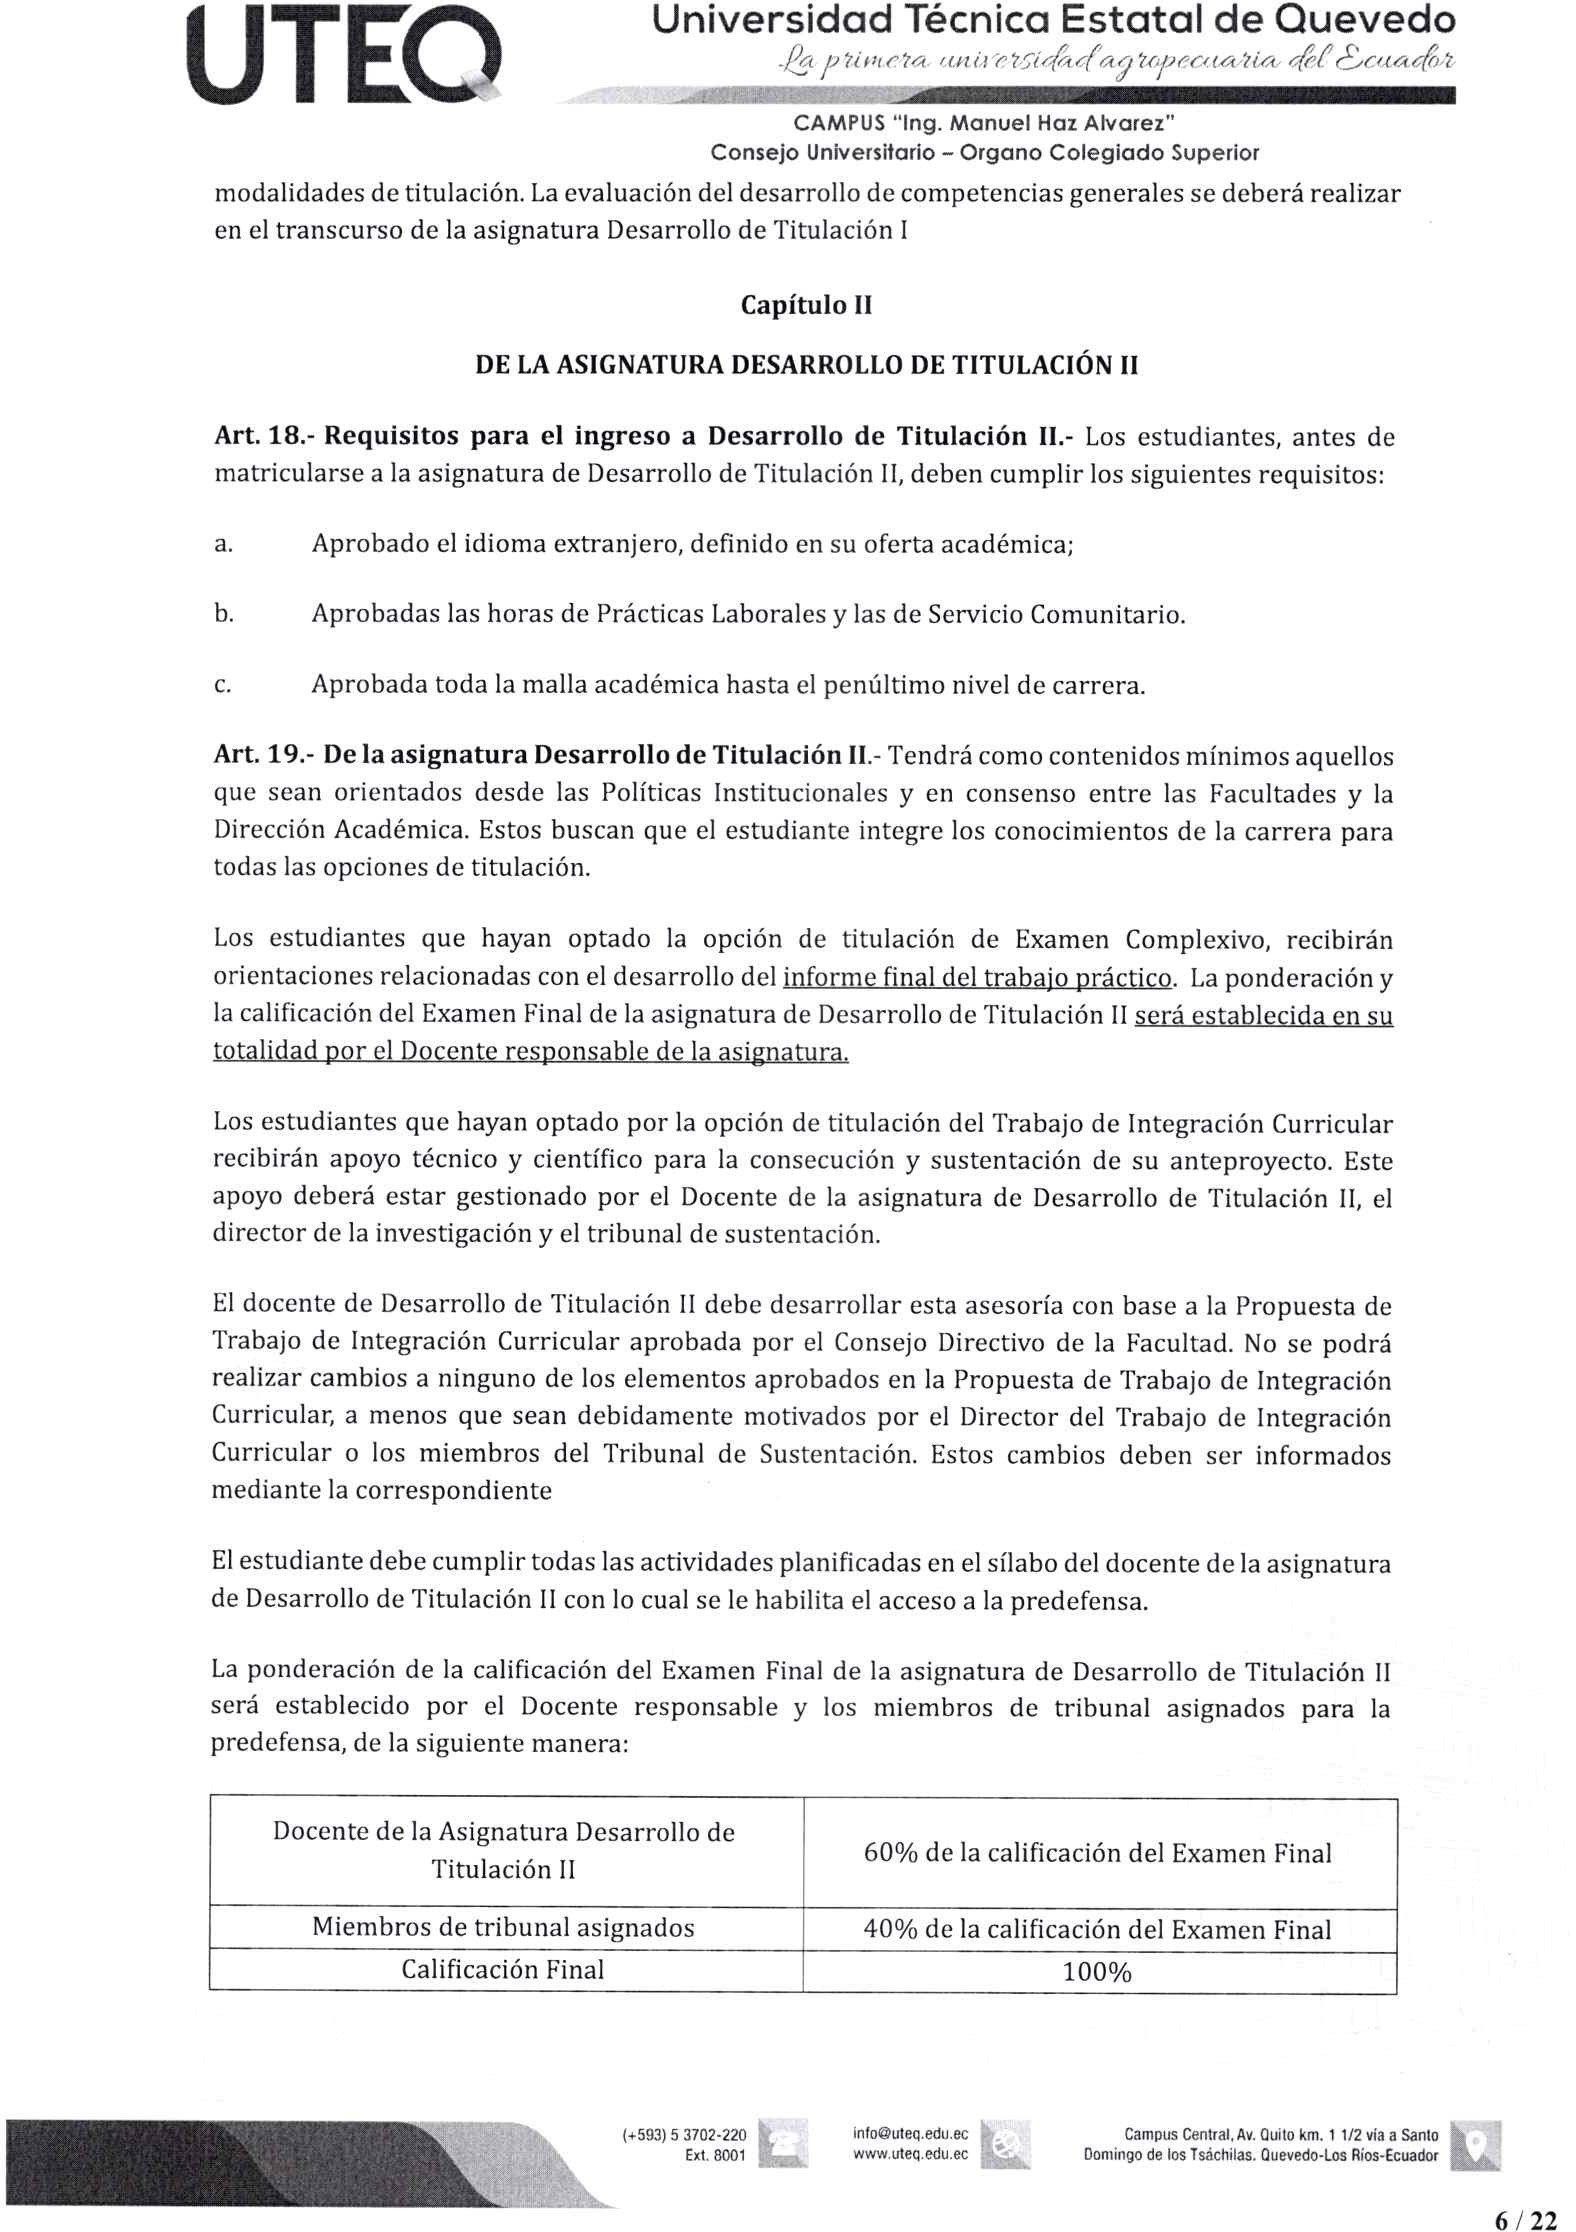 UTEQ
Universidad Técnica Estatal de Quevedo
La primera universidad agropecuaria del Ecuador
CAMPUS "Ing. Manuel Haz Alvarez"
Consejo Universitario – Organo Colegiado Superior
modalidades de titulación. La evaluación del desarrollo de competencias generales se deberá realizar
en el transcurso de la asignatura Desarrollo de Titulación I
Capítulo II
DE LA ASIGNATURA DESARROLLO DE TITULACIÓN II
Art. 18.- Requisitos para el ingreso a Desarrollo de Titulación II.- Los estudiantes, antes de
matricularse a la asignatura de Desarrollo de Titulación II, deben cumplir los siguientes requisitos:
a. Aprobado el idioma extranjero, definido en su oferta académica;
b. Aprobadas las horas de Prácticas Laborales y las de Servicio Comunitario.
c. Aprobada toda la malla académica hasta el penúltimo nivel de carrera.
Art. 19.- De la asignatura Desarrollo de Titulación II.- Tendrá como contenidos mínimos aquellos
que sean orientados desde las Políticas Institucionales y en consenso entre las Facultades y la
Dirección Académica. Estos buscan que el estudiante integre los conocimientos de la carrera para
todas las opciones de titulación.
Los estudiantes que hayan optado la opción de titulación de Examen Complexivo, recibirán
orientaciones relacionadas con el desarrollo del informe final del trabajo práctico. La ponderación y
la calificación del Examen Final de la asignatura de Desarrollo de Titulación II será establecida en su
totalidad por el Docente responsable de la asignatura.
Los estudiantes que hayan optado por la opción de titulación del Trabajo de Integración Curricular
recibirán apoyo técnico y científico para la consecución y sustentación de su anteproyecto. Este
apoyo deberá estar gestionado por el Docente de la asignatura de Desarrollo de Titulación II, el
director de la investigación y el tribunal de sustentación.
El docente de Desarrollo de Titulación II debe desarrollar esta asesoría con base a la Propuesta de
Trabajo de Integración Curricular aprobada por el Consejo Directivo de la Facultad. No se podrá
realizar cambios a ninguno de los elementos aprobados en la Propuesta de Trabajo de Integración
Curricular, a menos que sean debidamente motivados por el Director del Trabajo de Integración
Curricular o los miembros del Tribunal de Sustentación. Estos cambios deben ser informados
mediante la correspondiente
El estudiante debe cumplir todas las actividades planificadas en el sílabo del docente de la asignatura
de Desarrollo de Titulación II con lo cual se le habilita el acceso a la predefensa.
La ponderación de la calificación del Examen Final de la asignatura de Desarrollo de Titulación II
será establecido por el Docente responsable y los miembros de tribunal asignados para la
predefensa, de la siguiente manera:
Docente de la Asignatura Desarrollo de
Titulación II
60% de la calificación del Examen Final
Miembros de tribunal asignados
40% de la calificación del Examen Final
Calificación Final
100%
(+593) 5 3702-220
Ext. 8001
info@uteq.edu.ec
www.uteq.edu.ec
Campus Central, Av. Quito km. 1 1/2 vía a Santo
Domingo de los Tsáchilas. Quevedo-Los Ríos-Ecuador
6 / 22